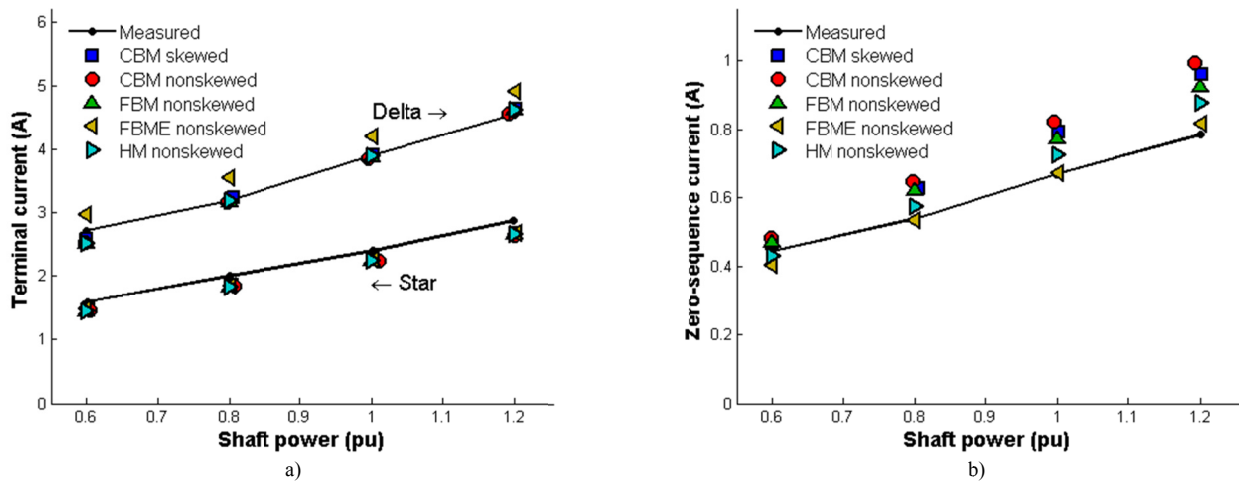 6
5
4
3
2
1
0
Terminal current (A)
Measured
CBM skewed
CBM nonskewed
FBM nonskewed
FBME nonskewed
HM nonskewed
Delta →
← Star
0.6
0.7
0.8
0.9
1
1.1
1.2
Shaft power (pu)
a)
1
0.8
0.6
0.4
0.2
0
Zero-sequence current (A)
Measured
CBM skewed
CBM nonskewed
FBM nonskewed
FBME nonskewed
HM nonskewed
0.6
0.7
0.8
0.9
1
1.1
1.2
Shaft power (pu)
b)